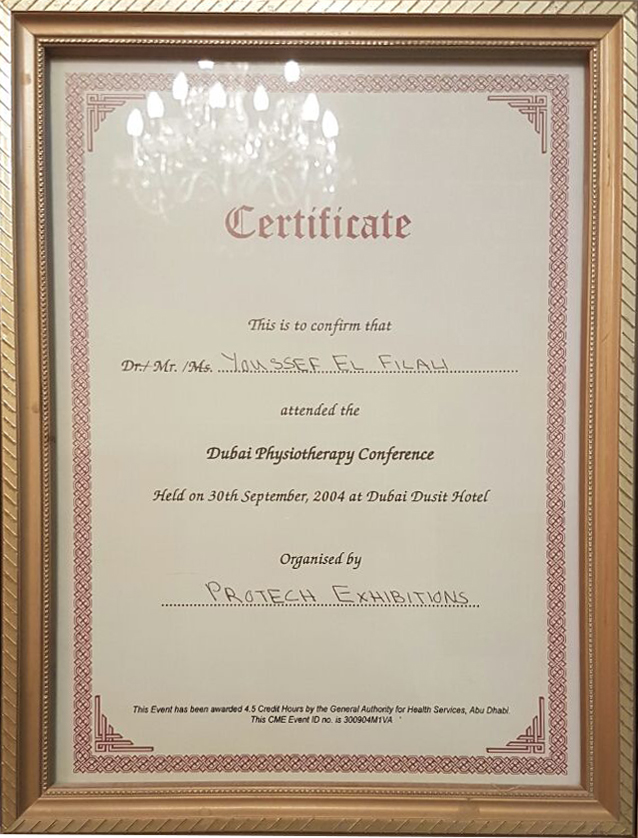 Certificate
This is to confirm that
Dr./ Mr. /Ms. YOUSSEF EL FILALI
attended the
Dubai Physiotherapy Conference
Held on 30th September, 2004 at Dubai Dusit Hotel
Organised by
PROTECH EXHIBITIONS
This Event has been awarded 4.5 Credit Hours by the General Authority for Health Services, Abu Dhabi.
This CME Event ID no. is 300904M1VA